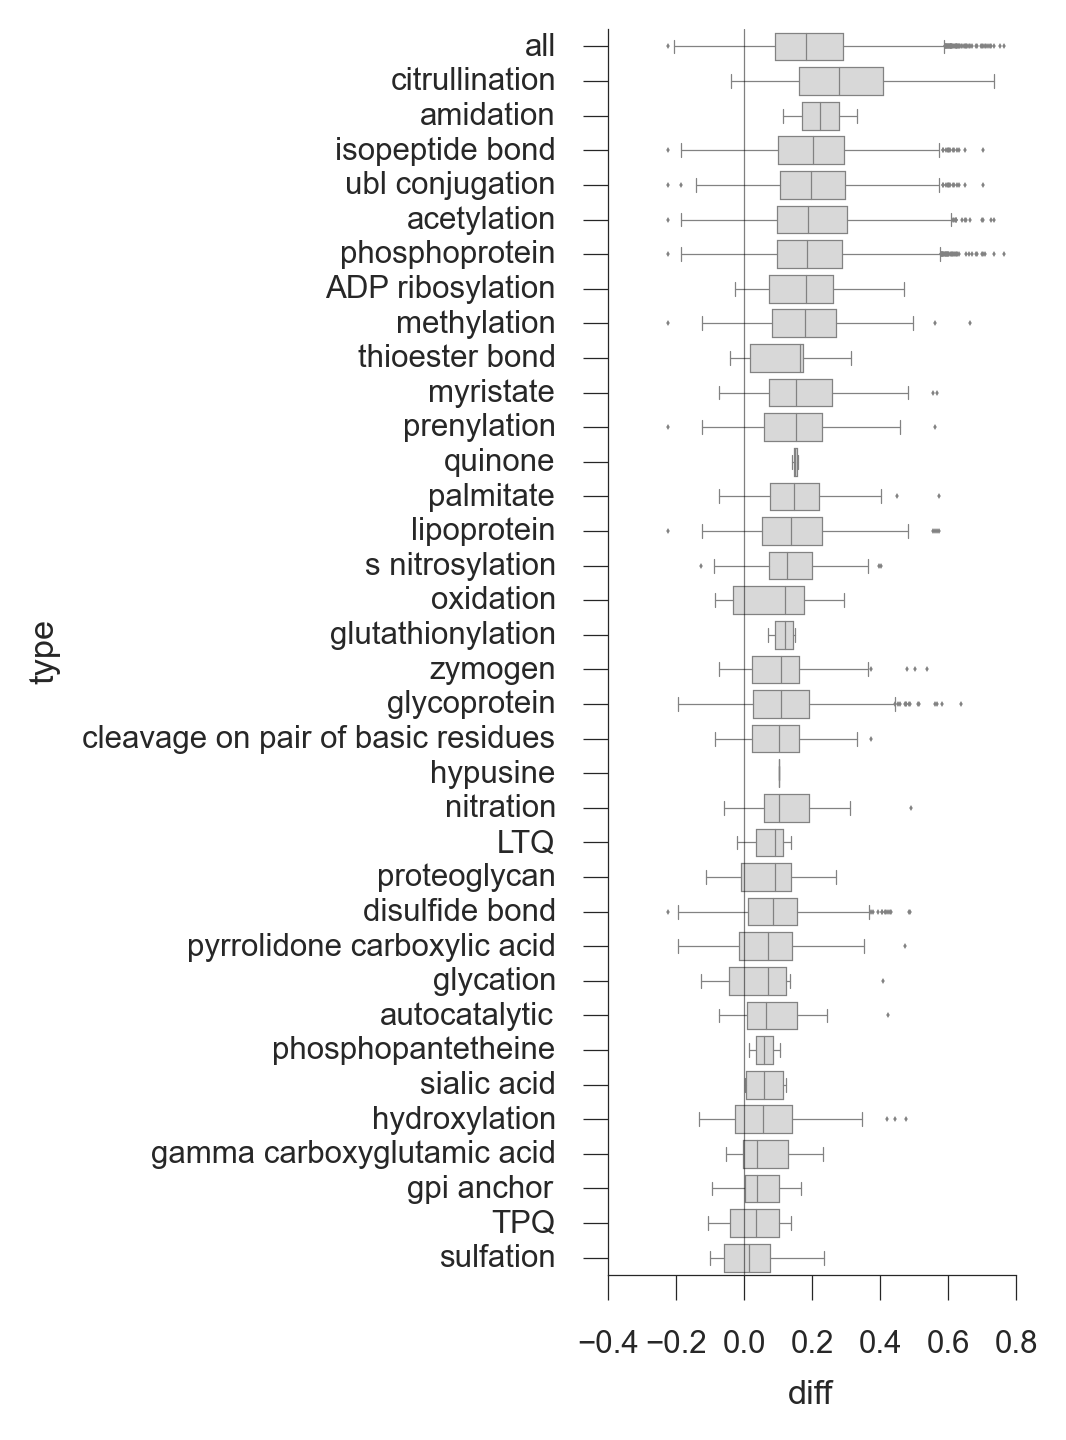 all
citrullination
amidation
isopeptide bond
ubl conjugation
acetylation
phosphoprotein
ADP ribosylation
methylation
thioester bond
myristate
prenylation
quinone
palmitate
lipoprotein
s nitrosylation
oxidation
glutathionylation
zymogen
glycoprotein
cleavage on pair of basic residues
hypusine
nitration
LTQ
proteoglycan
disulfide bond
pyrrolidone carboxylic acid
glycation
autocatalytic
phosphopantetheine
sialic acid
hydroxylation
gamma carboxyglutamic acid
gpi anchor
TPQ
sulfation
type
−0.4 −0.2 0.0 0.2 0.4 0.6 0.8
diff